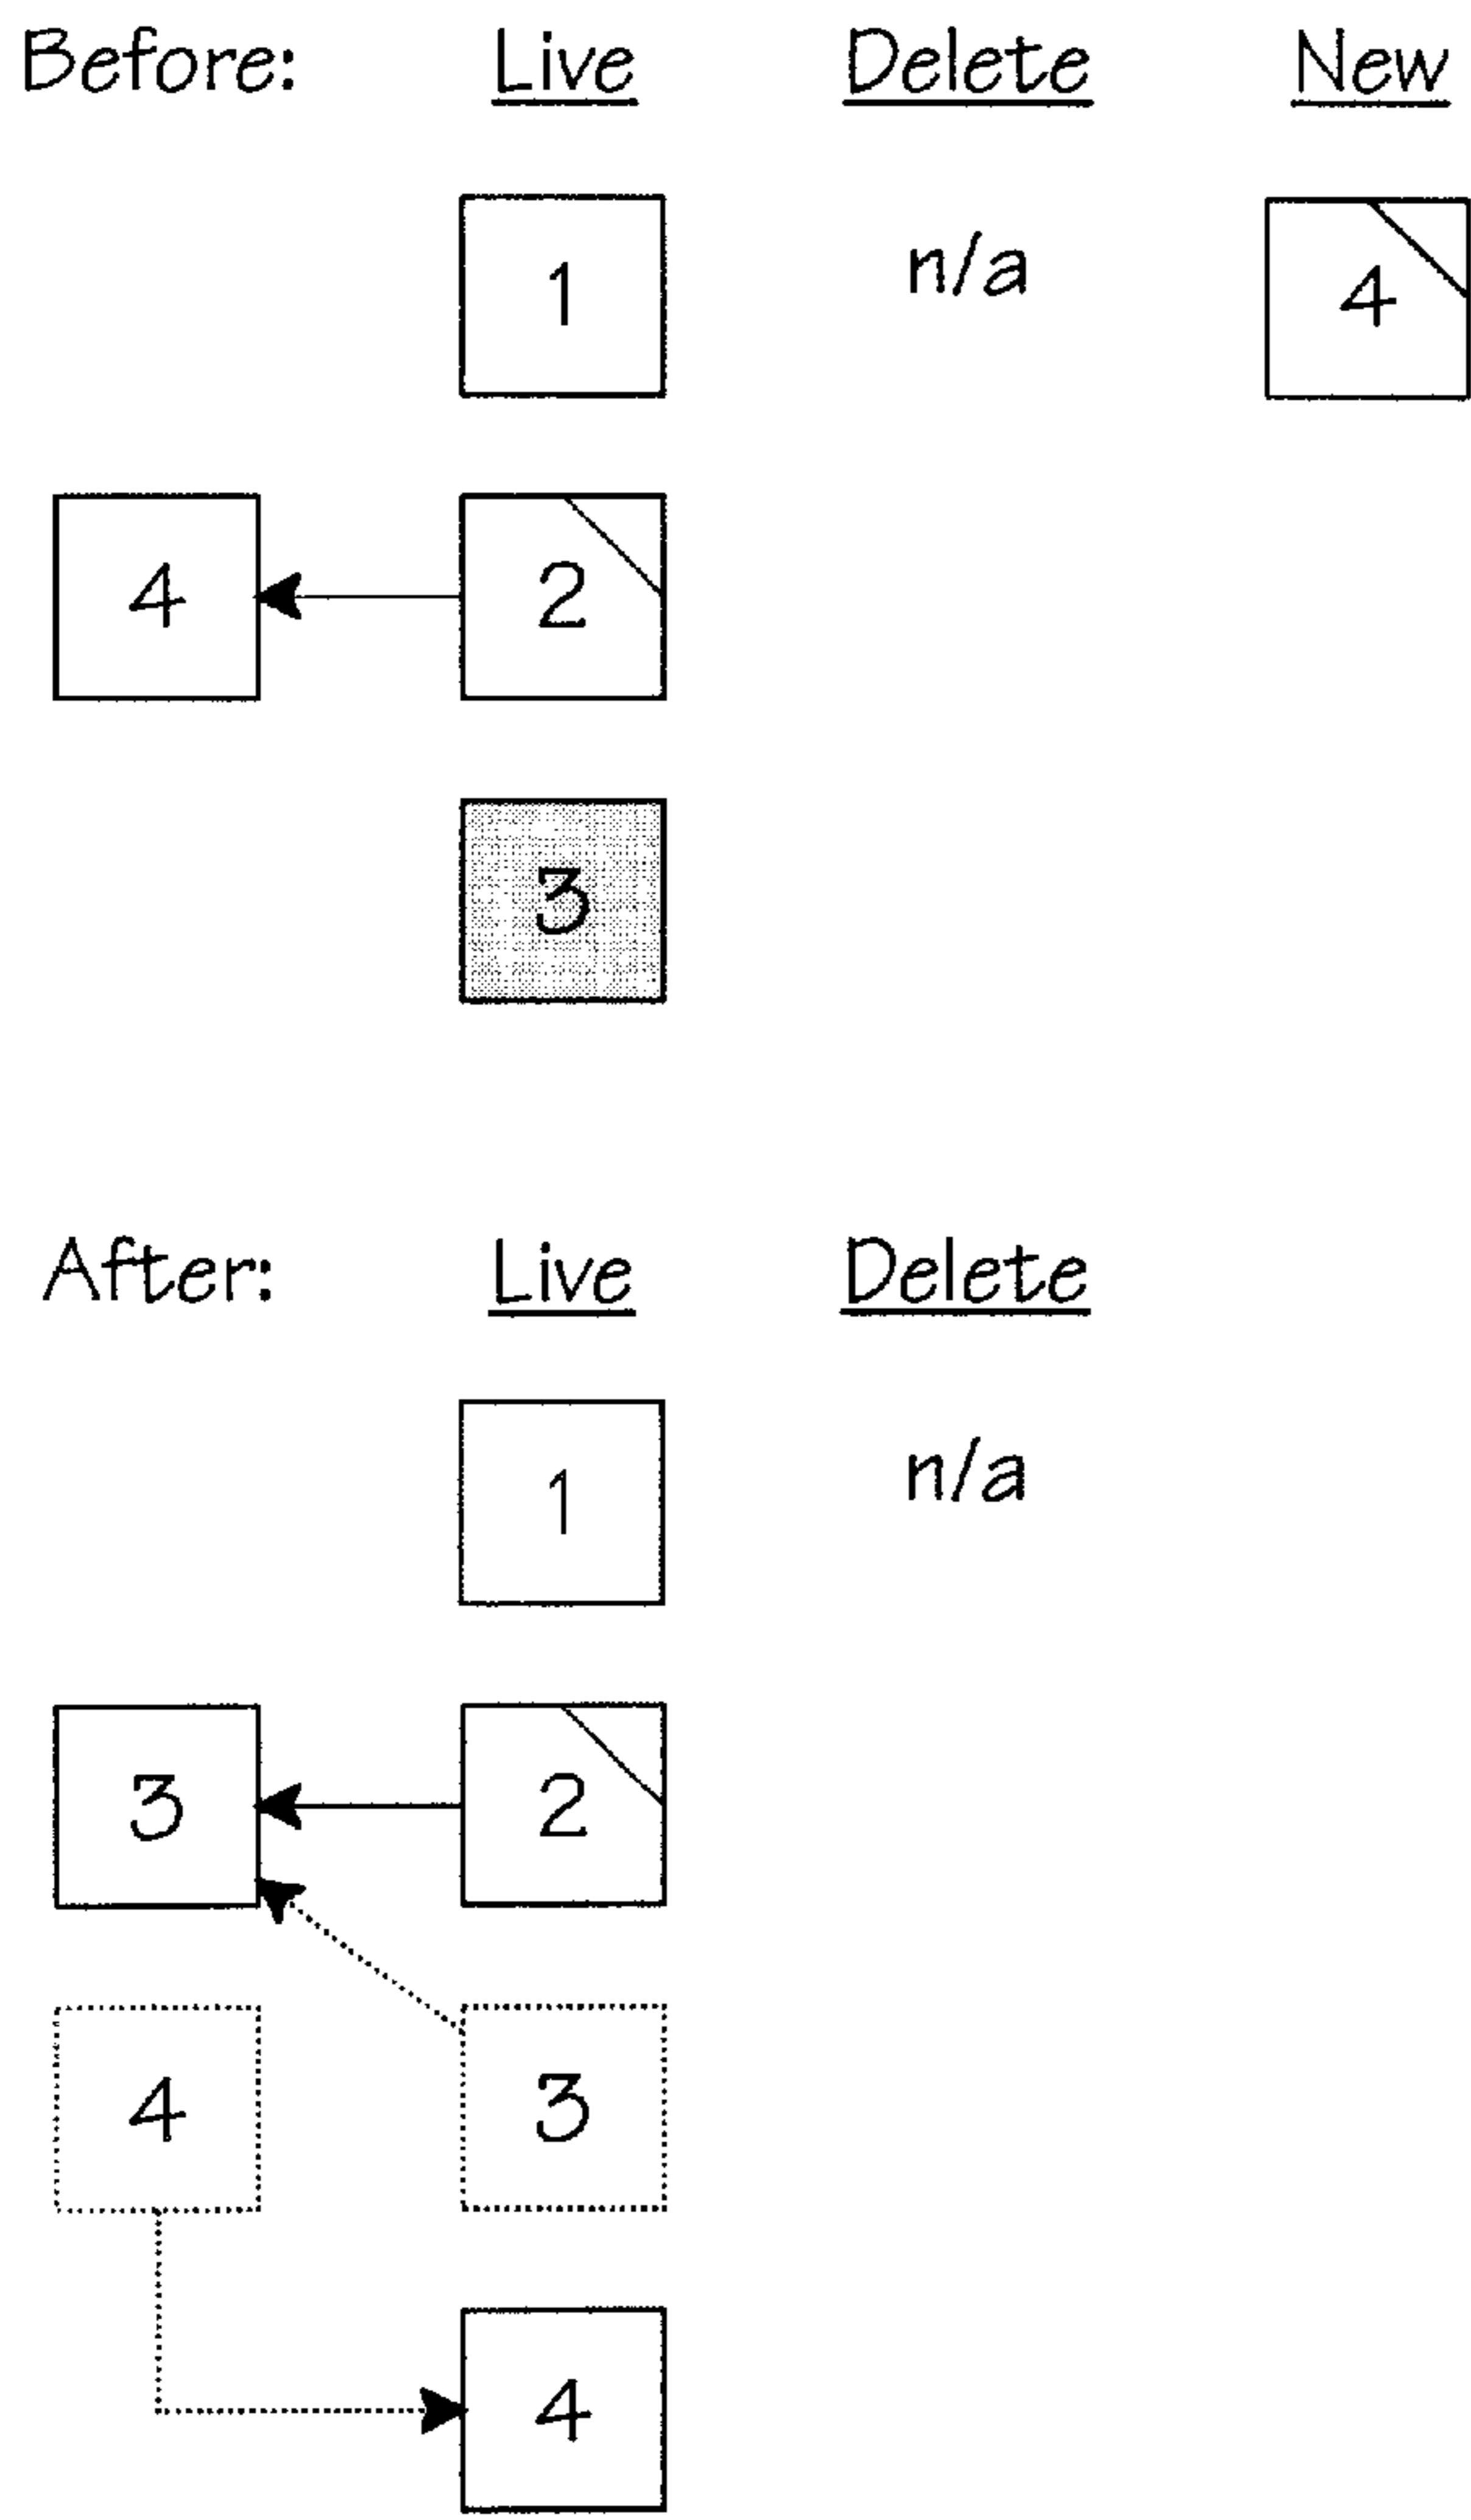 Before: Live Delete New
1 n/a 4
4 2
3
After: Live Delete
1 n/a
3 2
4 3
4